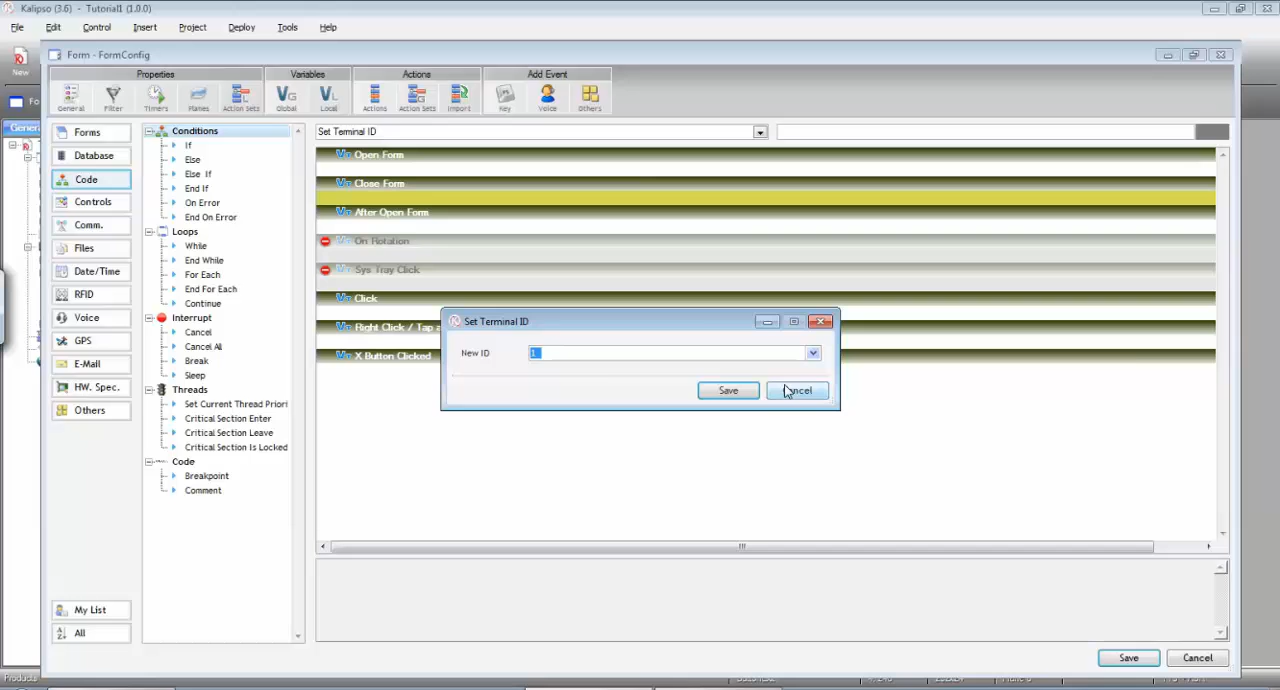 Kalipso (3.6) - Tutorial1 (1.0.0)
File Edit Control Insert Project Deploy Tools Help
Form - FormConfig
New
Properties Variables Actions Add Event
General Filter Timers Planes Action Sets Global Local Actions Action Sets Import Key Voice Others
Forms
Database
Code
Controls
Comm.
Files
Date/Time
RFID
Voice
GPS
E-Mail
HW. Spec.
Others
My List
All
Conditions
If
Else
Else If
End If
On Error
End On Error
Loops
While
End While
For Each
End For Each
Continue
Interrupt
Cancel
Cancel All
Break
Sleep
Threads
Set Current Thread Priori
Critical Section Enter
Critical Section Leave
Critical Section Is Locked
Code
Breakpoint
Comment
Set Terminal ID
Open Form
Close Form
After Open Form
On Rotation
Sys Tray Click
Click
Right Click / Tap a
X Button Clicked
Set Terminal ID
New ID 1
Save Cancel
Save Cancel